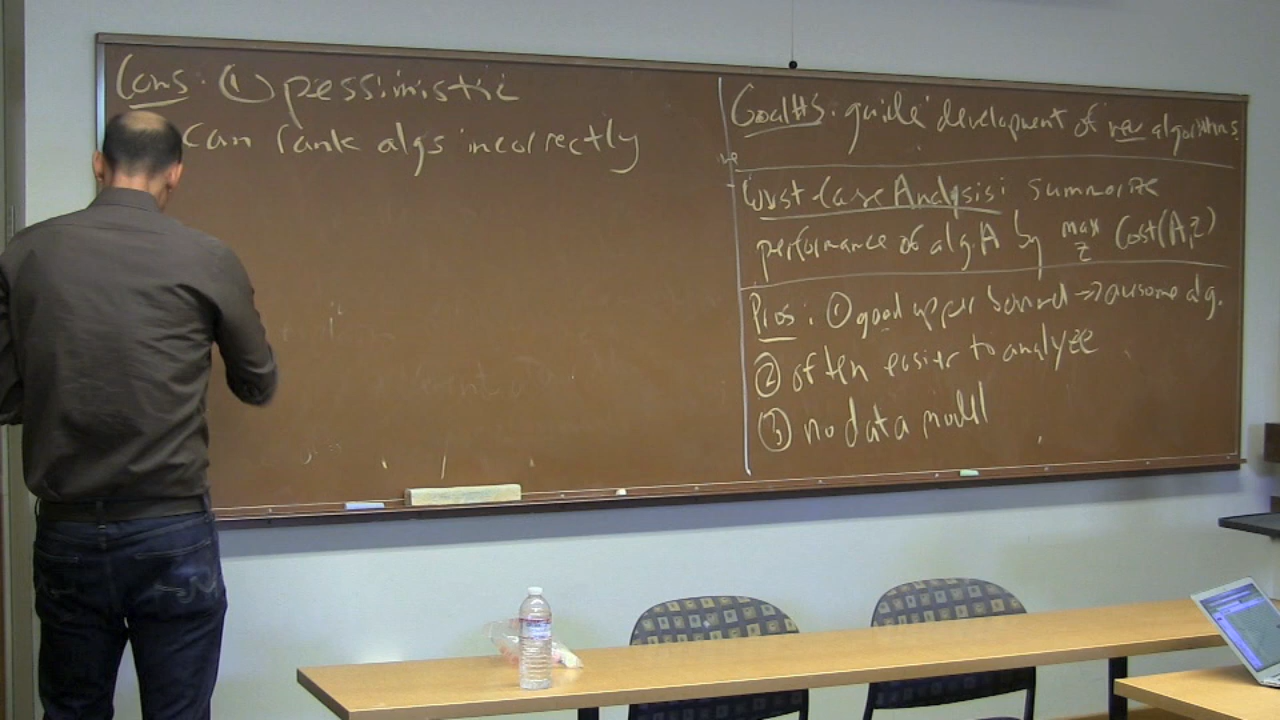 Cons: ① pessimistic
can rank algs incorrectly
Goal #3: guide development of new algorithms
Worst Case Analysis: summarize
performance of alg. A by max z Cost(A,z)
Pros: ① good upper bound → awesome alg.
② often easier to analyze
③ no data model